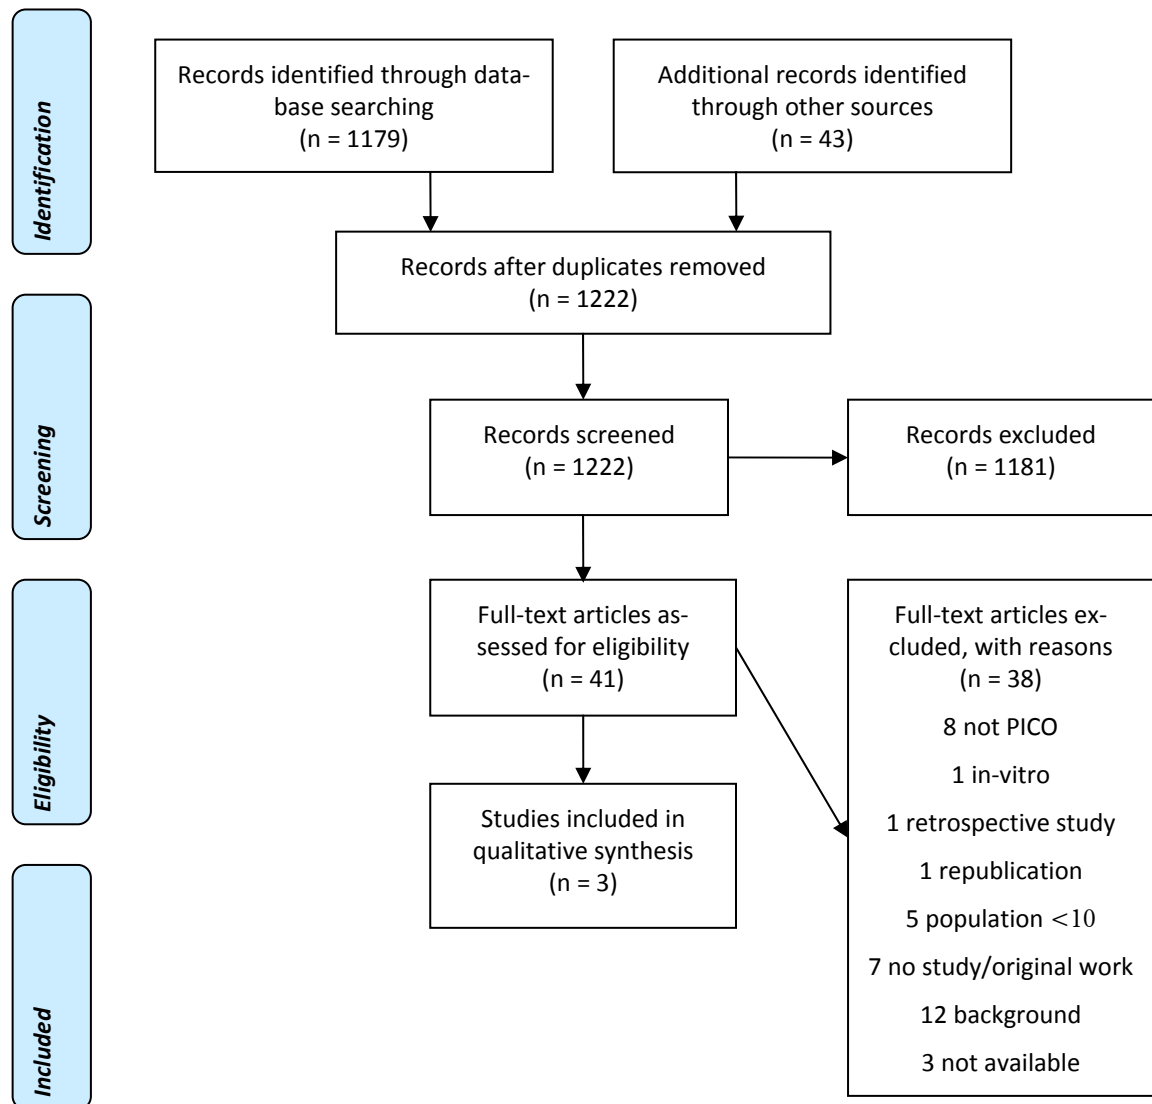 Identification
Records identified through data-
base searching
(n = 1179)
Additional records identified
through other sources
(n = 43)
Records after duplicates removed
(n = 1222)
Screening
Records screened
(n = 1222)
Records excluded
(n = 1181)
Eligibility
Full-text articles as-
sessed for eligibility
(n = 41)
Full-text articles ex-
cluded, with reasons
(n = 38)
8 not PICO
1 in-vitro
1 retrospective study
1 republication
5 population <10
7 no study/original work
12 background
3 not available
Included
Studies included in
qualitative synthesis
(n = 3)